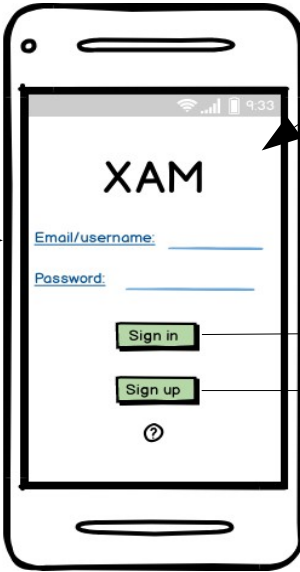 9:33
XAM
Email/username:
Password:
Sign in
Sign up
?